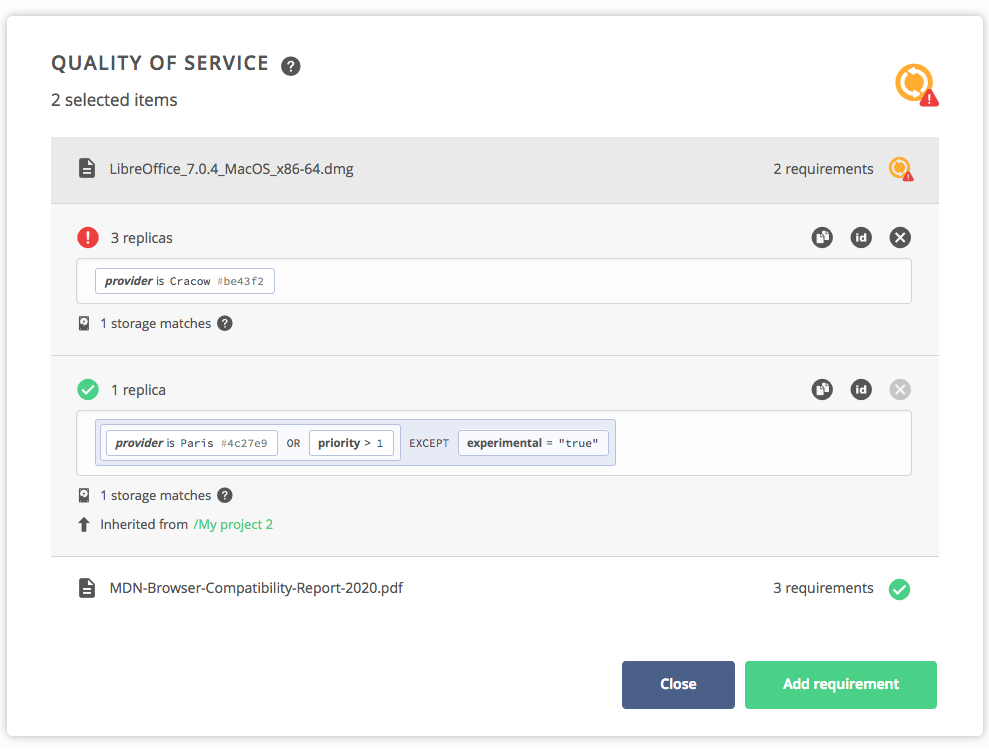 QUALITY OF SERVICE ?
2 selected items
LibreOffice_7.0.4_MacOS_x86-64.dmg 2 requirements
3 replicas id
provider is Cracow #be43f2
1 storage matches ?
1 replica id
provider is Paris #4c27e9 OR priority > 1 EXCEPT experimental = "true"
1 storage matches ?
Inherited from /My project 2
MDN-Browser-Compatibility-Report-2020.pdf 3 requirements
Close Add requirement